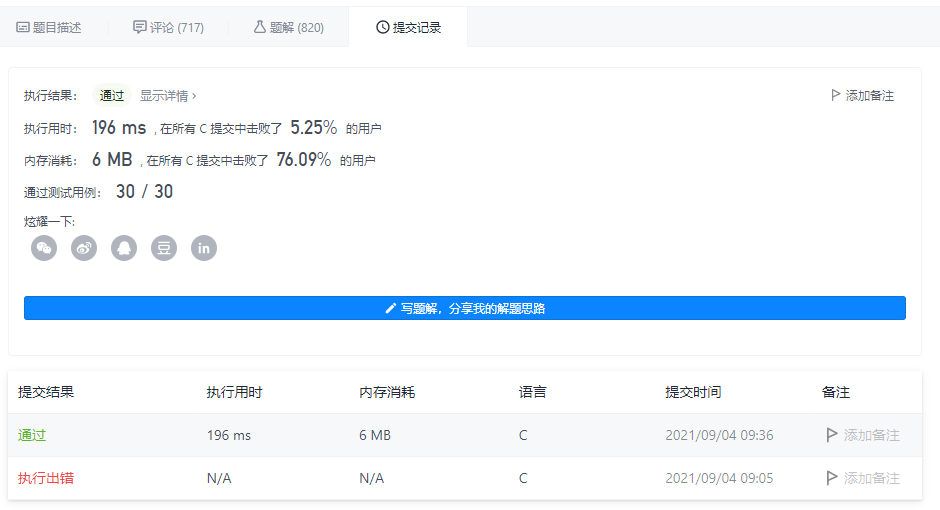 题目描述 评论 (717) 题解 (820) 提交记录
执行结果： 通过 显示详情 › 添加备注
执行用时： 196 ms , 在所有 C 提交中击败了 5.25% 的用户
内存消耗： 6 MB , 在所有 C 提交中击败了 76.09% 的用户
通过测试用例： 30 / 30
炫耀一下:
豆 in
写题解，分享我的解题思路
提交结果 执行用时 内存消耗 语言 提交时间 备注
通过 196 ms 6 MB C 2021/09/04 09:36 添加备注
执行出错 N/A N/A C 2021/09/04 09:05 添加备注